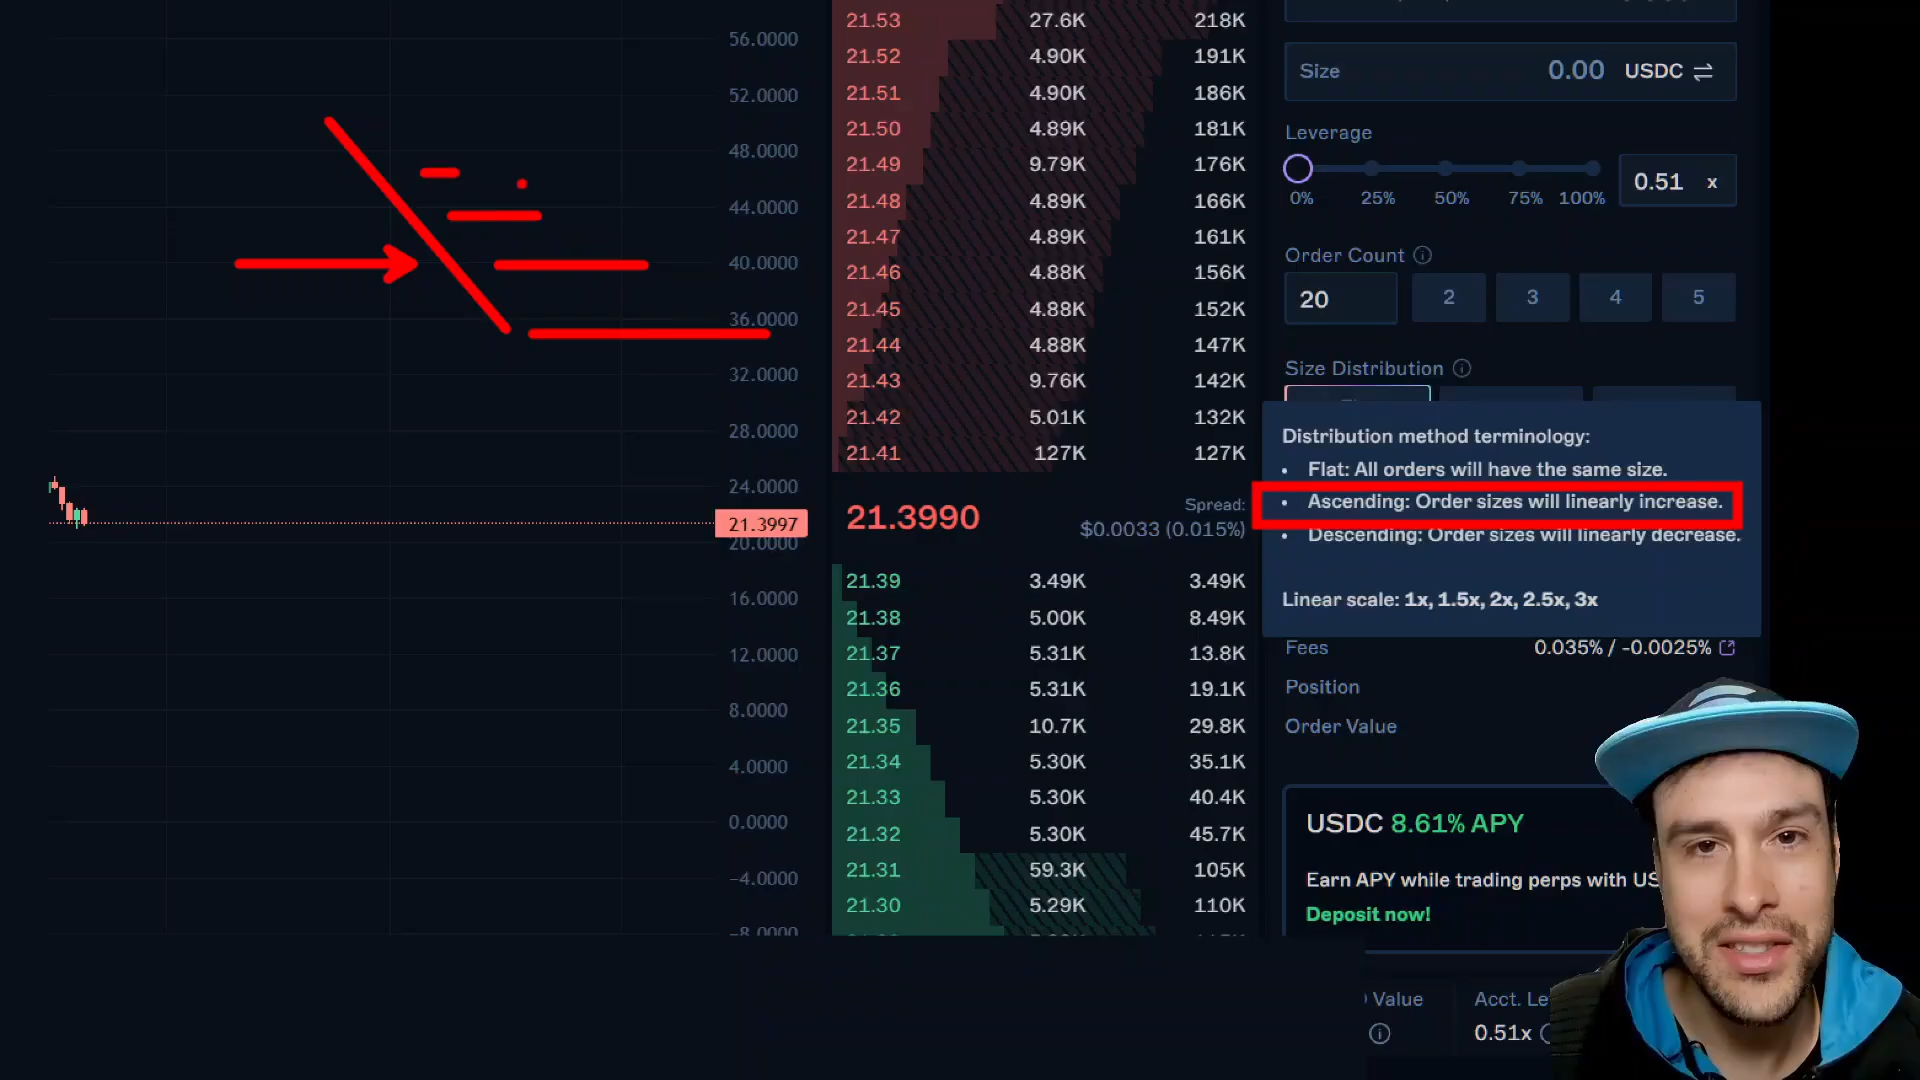 56.0000
52.0000
48.0000
44.0000
40.0000
36.0000
32.0000
28.0000
24.0000
21.3997
20.0000
16.0000
12.0000
8.0000
4.0000
0.0000
−4.0000
−8.0000
21.53 27.6K 218K
21.52 4.90K 191K
21.51 4.90K 186K
21.50 4.89K 181K
21.49 9.79K 176K
21.48 4.89K 166K
21.47 4.89K 161K
21.46 4.88K 156K
21.45 4.88K 152K
21.44 4.88K 147K
21.43 9.76K 142K
21.42 5.01K 132K
21.41 127K 127K
21.3990 Spread:
$0.0033 (0.015%)
21.39 3.49K 3.49K
21.38 5.00K 8.49K
21.37 5.31K 13.8K
21.36 5.31K 19.1K
21.35 10.7K 29.8K
21.34 5.30K 35.1K
21.33 5.30K 40.4K
21.32 5.30K 45.7K
21.31 59.3K 105K
21.30 5.29K 110K
Size 0.00 USDC
Leverage
0.51 x
0% 25% 50% 75% 100%
Order Count
20 2 3 4 5
Size Distribution
Distribution method terminology:
• Flat: All orders will have the same size.
• Ascending: Order sizes will linearly increase.
• Descending: Order sizes will linearly decrease.
Linear scale: 1x, 1.5x, 2x, 2.5x, 3x
Fees 0.035% / -0.0025%
Position
Order Value
USDC 8.61% APY
Earn APY while trading perps with US
Deposit now!
Value Acct. Le
0.51x